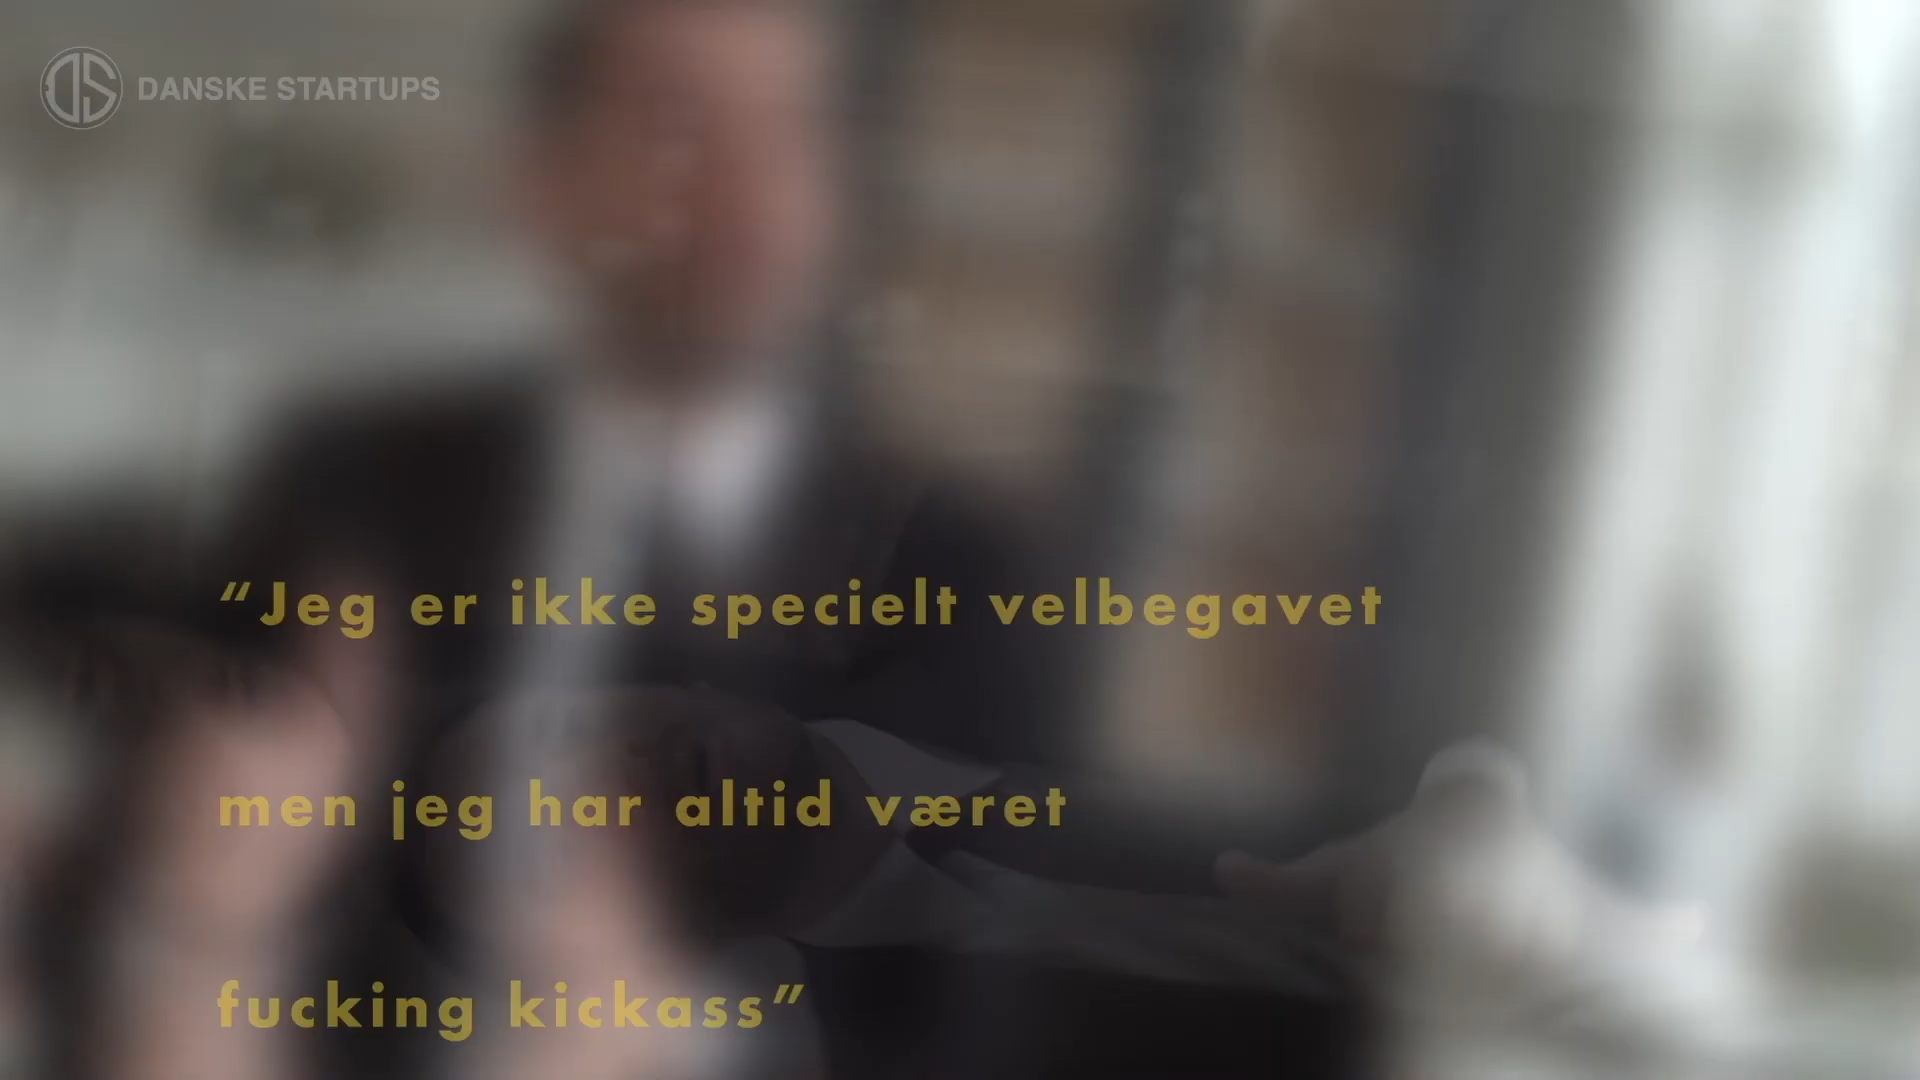 DANSKE STARTUPS
“Jeg er ikke specielt velbegavet
men jeg har altid været
fucking kickass”